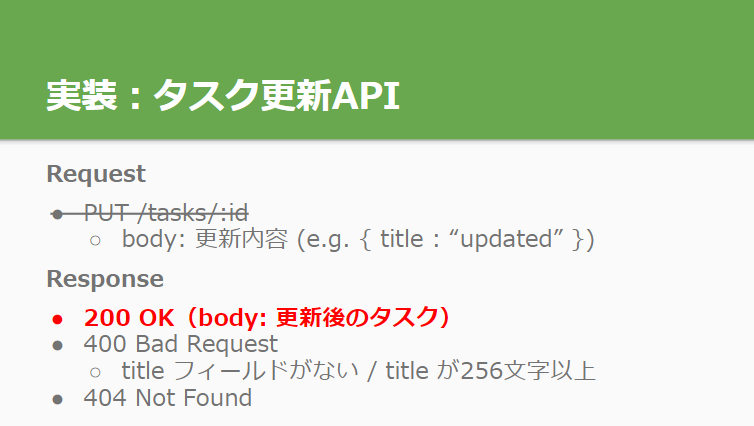 実装：タスク更新API
Request
● PUT /tasks/:id
○ body: 更新内容 (e.g. { title : “updated” })
Response
● 200 OK（body: 更新後のタスク）
● 400 Bad Request
○ title フィールドがない / title が256文字以上
● 404 Not Found